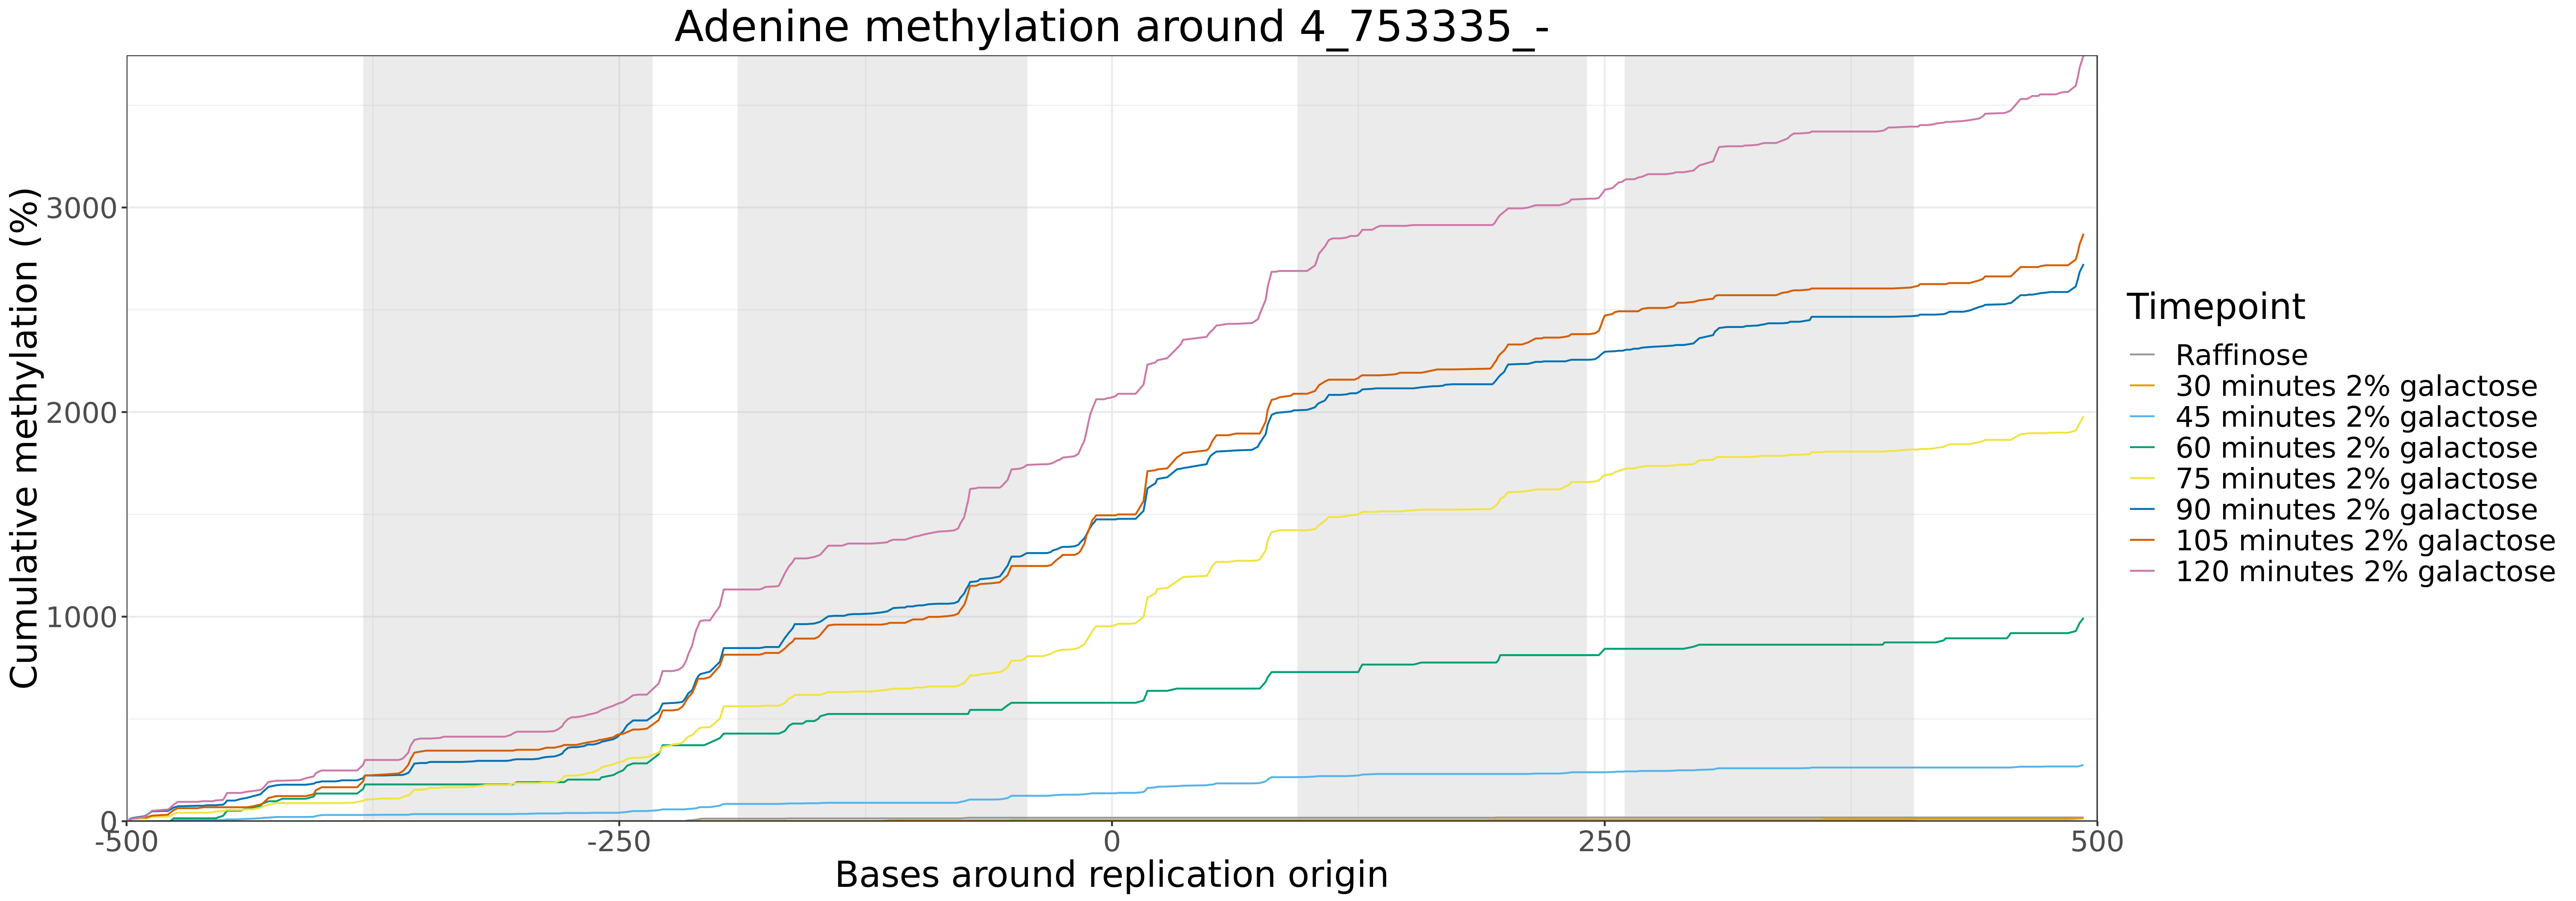 Adenine methylation around 4_753335_-
Cumulative methylation (%)
3000
2000
1000
0
-500
-250
0
250
500
Bases around replication origin
Timepoint
Raffinose
30 minutes 2% galactose
45 minutes 2% galactose
60 minutes 2% galactose
75 minutes 2% galactose
90 minutes 2% galactose
105 minutes 2% galactose
120 minutes 2% galactose